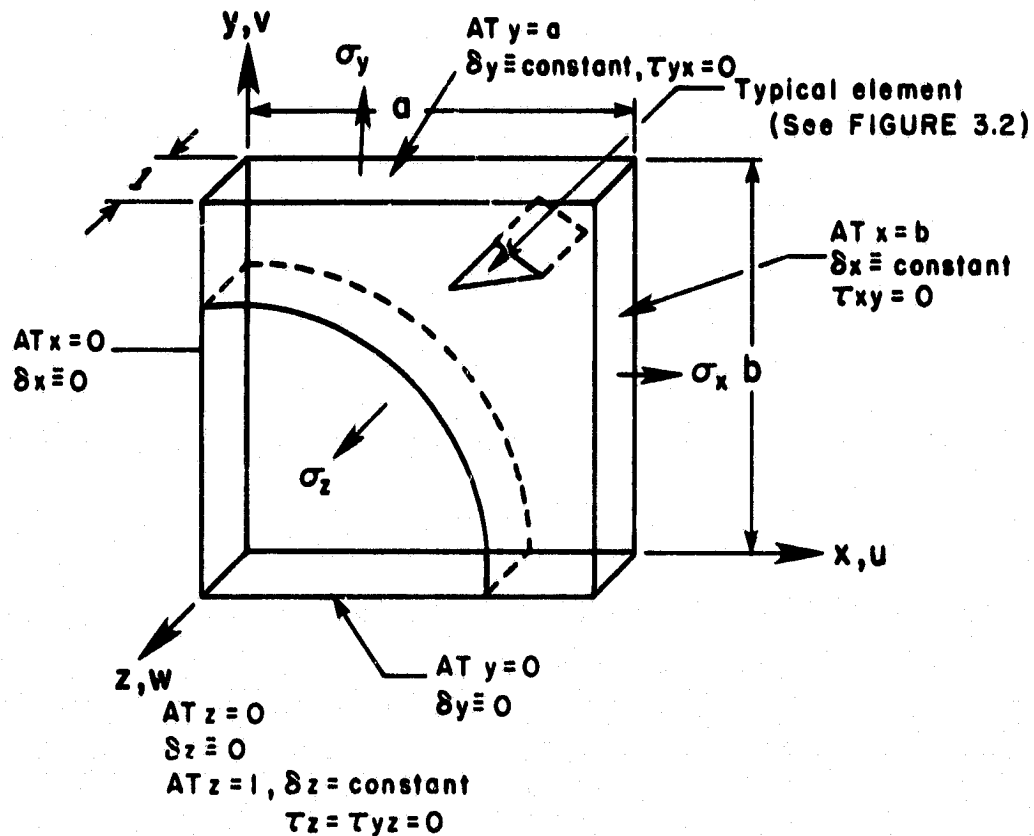 y,v
AT y=a
δy≡constant, τyx=0
σy
a
Typical element
(See FIGURE 3.2)
1
AT x=b
δx≡constant
τxy=0
AT x=0
δx≡0
σx
b
σz
x,u
z,w
AT y=0
δy≡0
AT z=0
δz≡0
AT z=1, δz=constant
τz=τyz=0